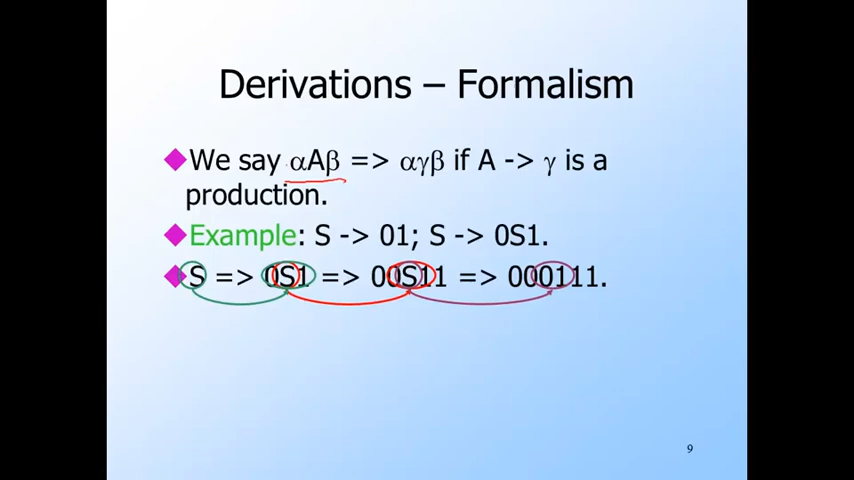 Derivations – Formalism
We say αAβ => αγβ if A -> γ is a
production.
Example: S -> 01; S -> 0S1.
S => 0S1 => 00S11 => 000111.
9